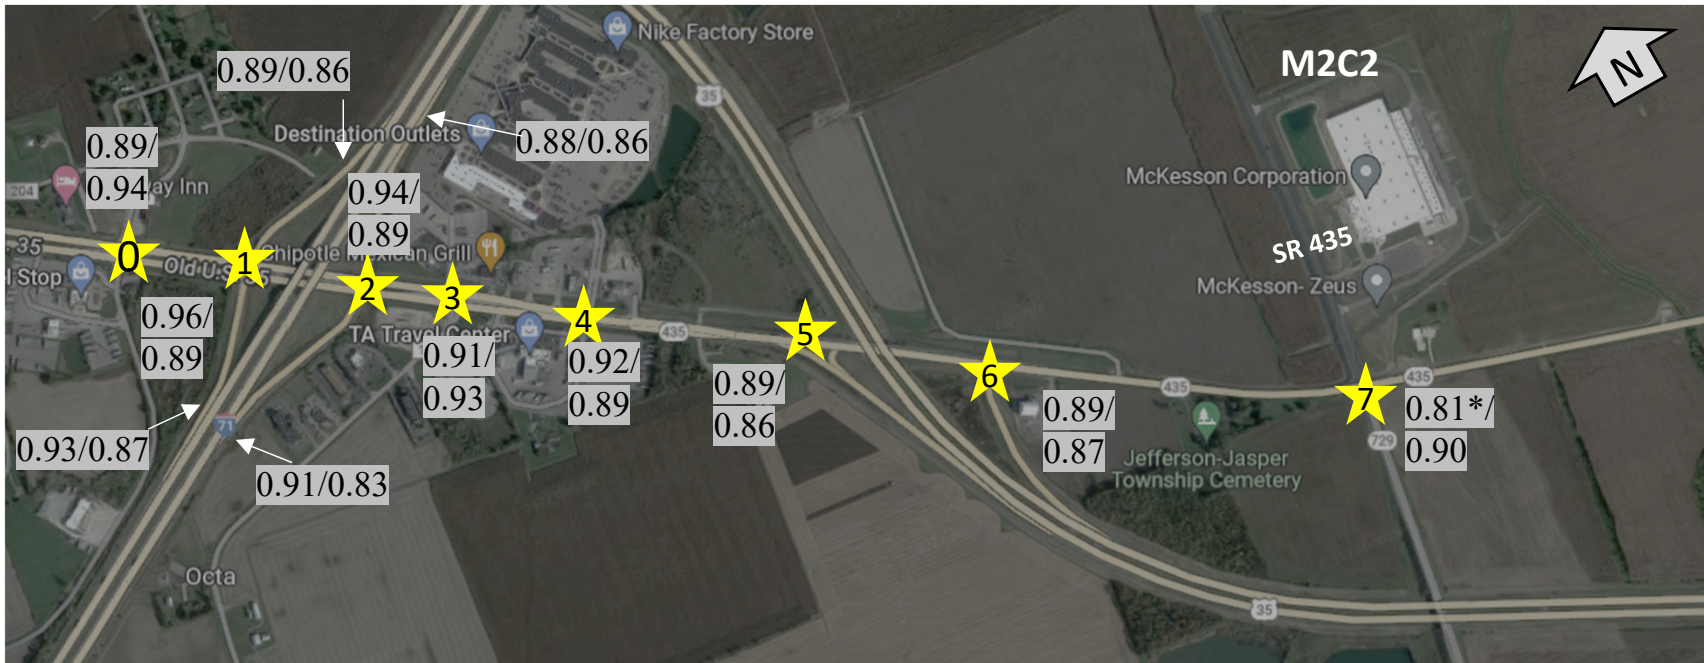 Nike Factory Store
M2C2
N
0.89/0.86
35
Destination Outlets
0.88/0.86
0.89/
0.94
ay Inn
204
McKesson Corporation
0.94/
0.89
. 35
0
1
Chipotle Mexican Grill
Old U.S. 35
SR 435
l Stop
2
3
McKesson- Zeus
0.96/
0.89
TA Travel Center
4
435
5
0.91/
0.93
0.92/
0.89
0.89/
0.86
6
435
435
7
0.89/
0.87
0.81*/
0.90
729
71
0.93/0.87
0.91/0.83
Jefferson-Jasper
Township Cemetery
Octa
35